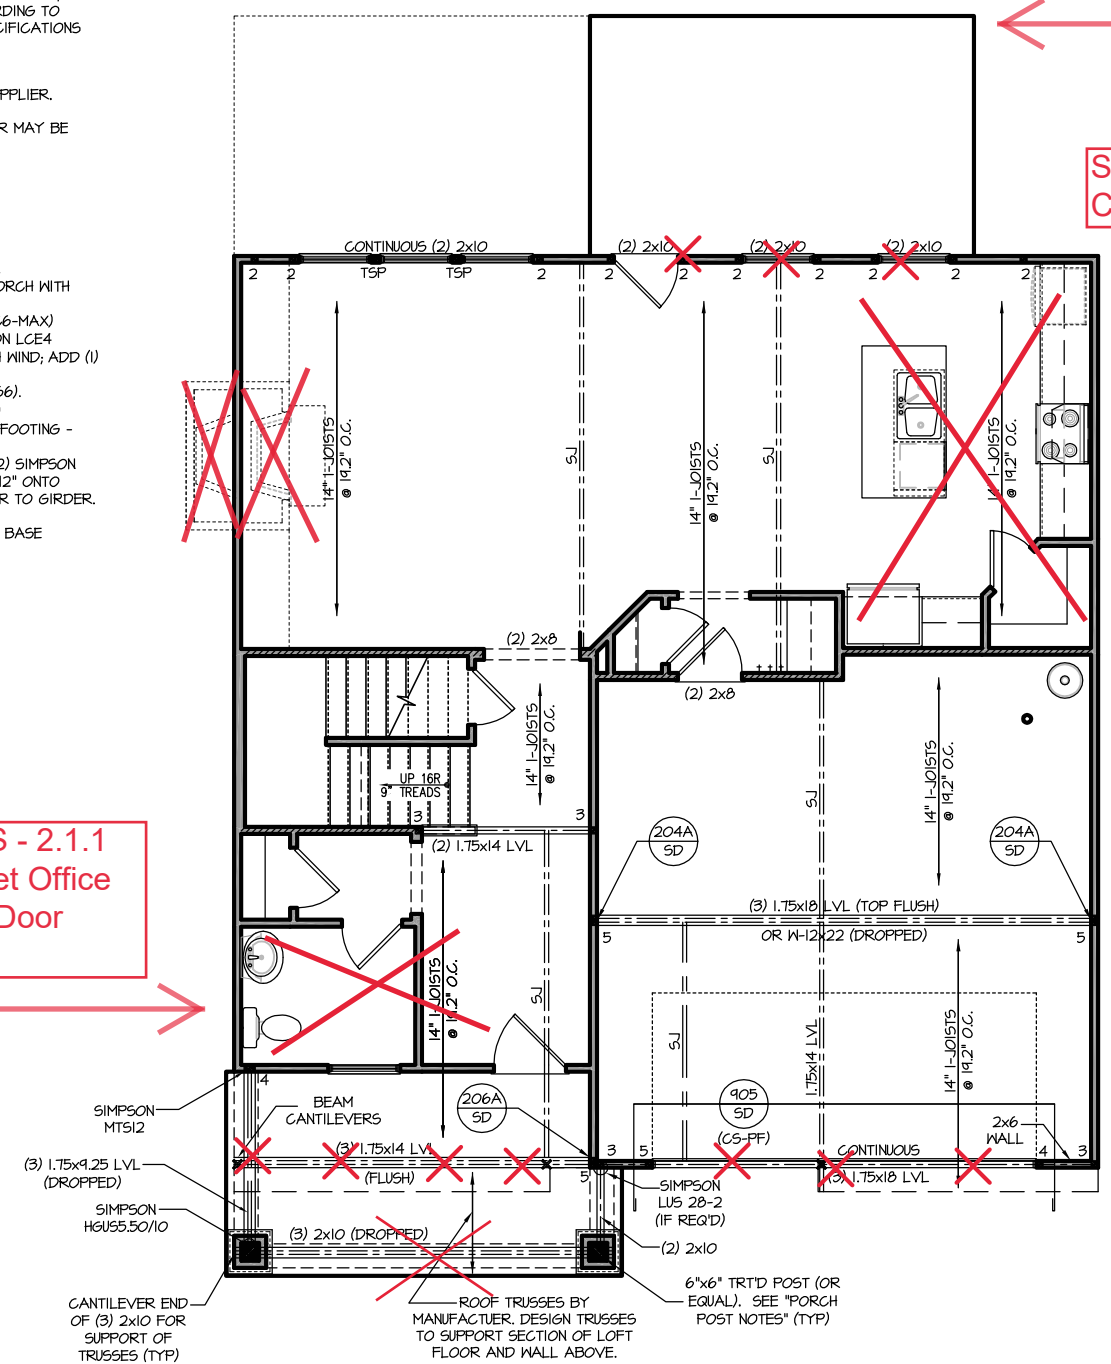 RDING TO
CIFICATIONS
PPLIER.
R MAY BE
ORCH WITH
6-MAX)
ON LCE4
H WIND; ADD (1)
66).
FOOTING -
2) SIMPSON
12" ONTO
ER TO GIRDER.
BASE
S
C
CONTINUOUS (2) 2x10
(2) 2x10
(2) 2x10
(2) 2x10
2 2 TSP TSP 2 2 2 2 2 2 2 2
14" I-JOISTS
@ 19.2" O.C.
SJ
14" I-JOISTS
@ 19.2" O.C.
SJ
14" I-JOISTS
@ 19.2" O.C.
(2) 2x8
(2) 2x8
14" I-JOISTS
@ 19.2" O.C.
UP 16R
9" TREADS
3
3
(2) 1.75x14 LVL
SJ
14" I-JOISTS
@ 19.2" O.C.
204A
SD
204A
SD
(3) 1.75x18 LVL (TOP FLUSH)
5
OR W-12x22 (DROPPED)
5
S - 2.1.1
et Office
Door
14" I-JOISTS
@ 19.2" O.C.
SJ
SJ
1.75x14 LVL
14" I-JOISTS
@ 19.2" O.C.
4
SIMPSON
MTS12
BEAM
CANTILEVERS
206A
SD
905
SD
(CS-PF)
2x6
WALL
(3) 1.75x14 LVL
(FLUSH)
3
5
5
CONTINUOUS
4
3
(3) 1.75x18 LVL
(3) 1.75x9.25 LVL
(DROPPED)
SIMPSON
LUS 28-2
(IF REQ'D)
SIMPSON
HGUS5.50/10
(3) 2x10 (DROPPED)
(2) 2x10
CANTILEVER END
OF (3) 2x10 FOR
SUPPORT OF
TRUSSES (TYP)
ROOF TRUSSES BY
MANUFACTUER. DESIGN TRUSSES
TO SUPPORT SECTION OF LOFT
FLOOR AND WALL ABOVE.
6"x6" TRT'D POST (OR
EQUAL). SEE "PORCH
POST NOTES" (TYP)